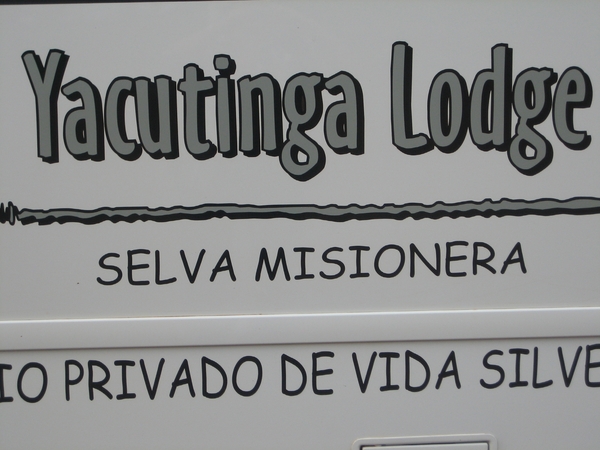 Yacutinga Lodge
SELVA MISIONERA
IO PRIVADO DE VIDA SILVE